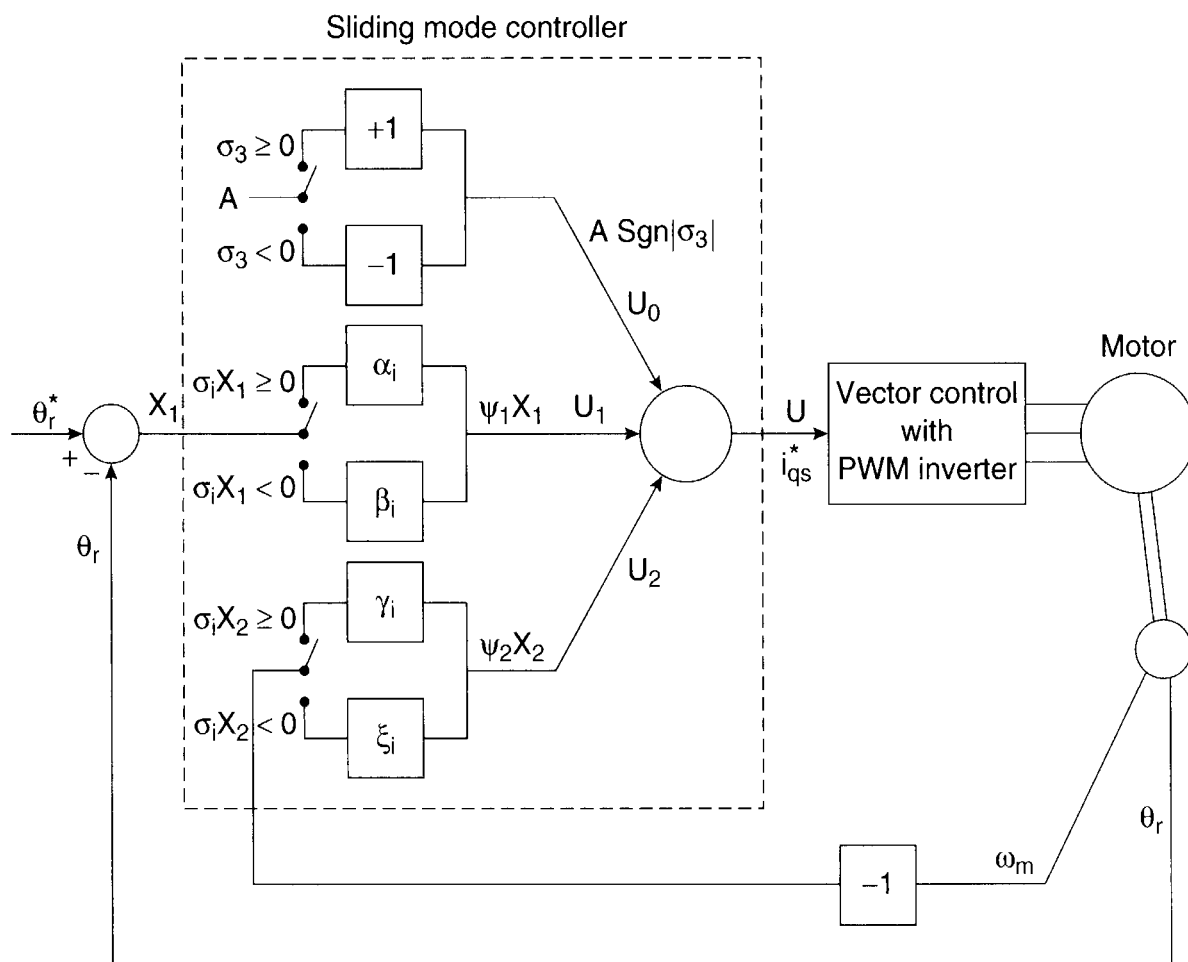 Sliding mode controller
σ₃ ≥ 0
+1
A
σ₃ < 0
−1
A Sgn|σ₃|
U₀
θᵣ*
+
−
X₁
σᵢX₁ ≥ 0
αᵢ
σᵢX₁ < 0
βᵢ
ψ₁X₁
U₁
U
i*qs
Vector control
with
PWM inverter
Motor
θᵣ
σᵢX₂ ≥ 0
γᵢ
σᵢX₂ < 0
ξᵢ
ψ₂X₂
U₂
−1
ωₘ
θᵣ